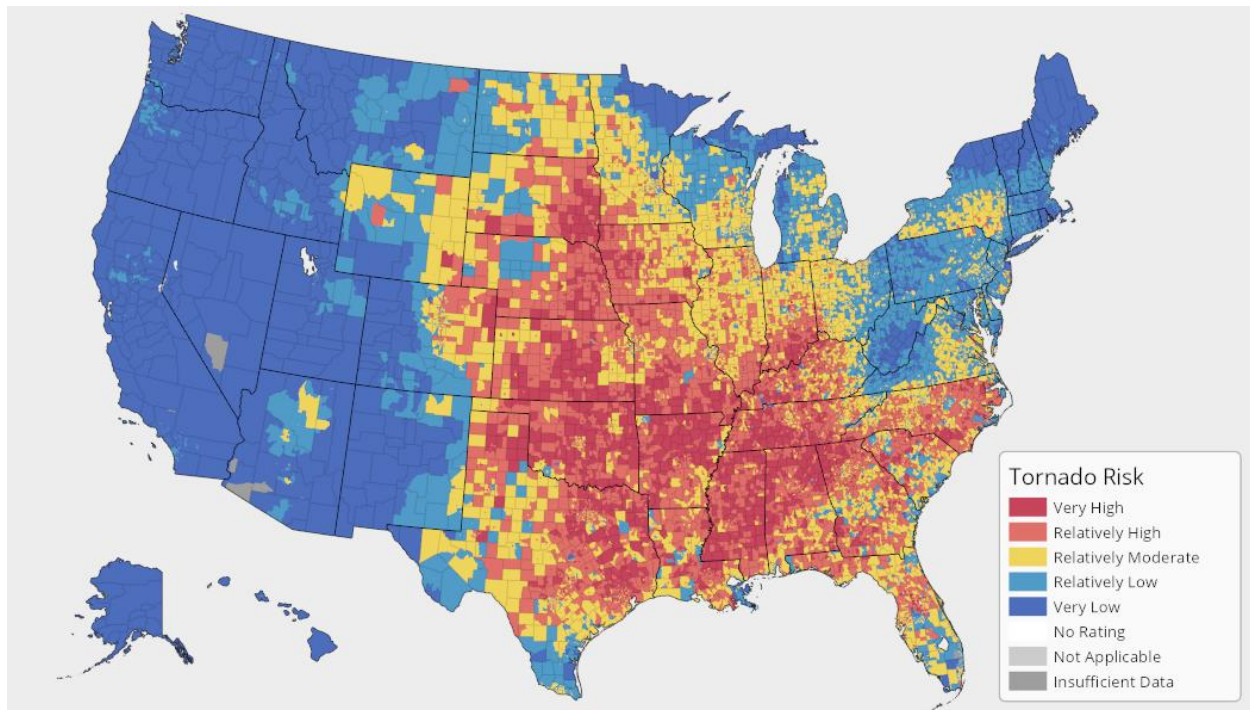 Tornado Risk
Very High
Relatively High
Relatively Moderate
Relatively Low
Very Low
No Rating
Not Applicable
Insufficient Data